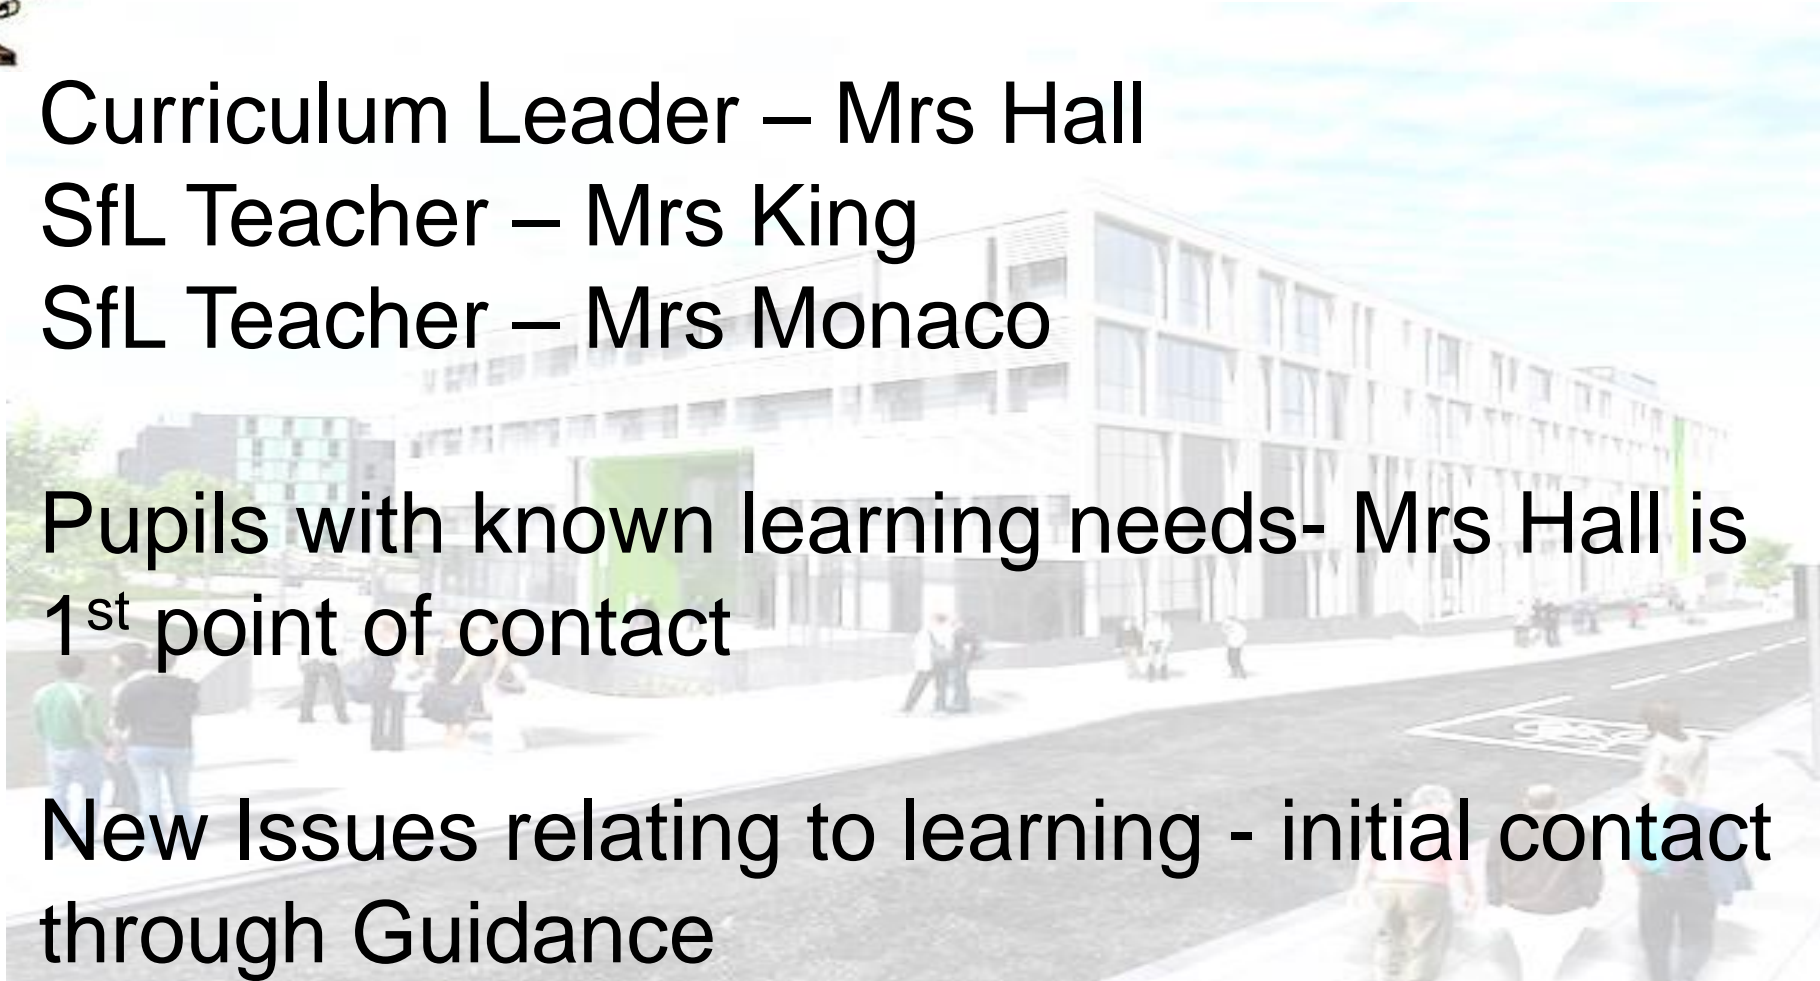 Curriculum Leader – Mrs Hall
SfL Teacher – Mrs King
SfL Teacher – Mrs Monaco
Pupils with known learning needs- Mrs Hall is
1st point of contact
New Issues relating to learning - initial contact
through Guidance